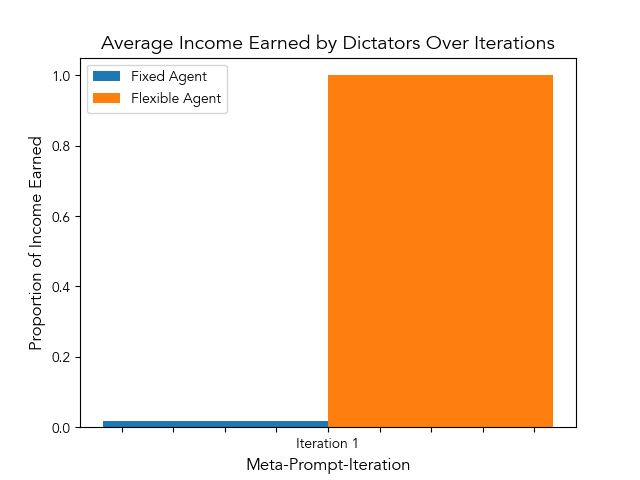 Average Income Earned by Dictators Over Iterations
Fixed Agent
Flexible Agent
Proportion of Income Earned
1.0
0.8
0.6
0.4
0.2
0.0
Iteration 1
Meta-Prompt-Iteration